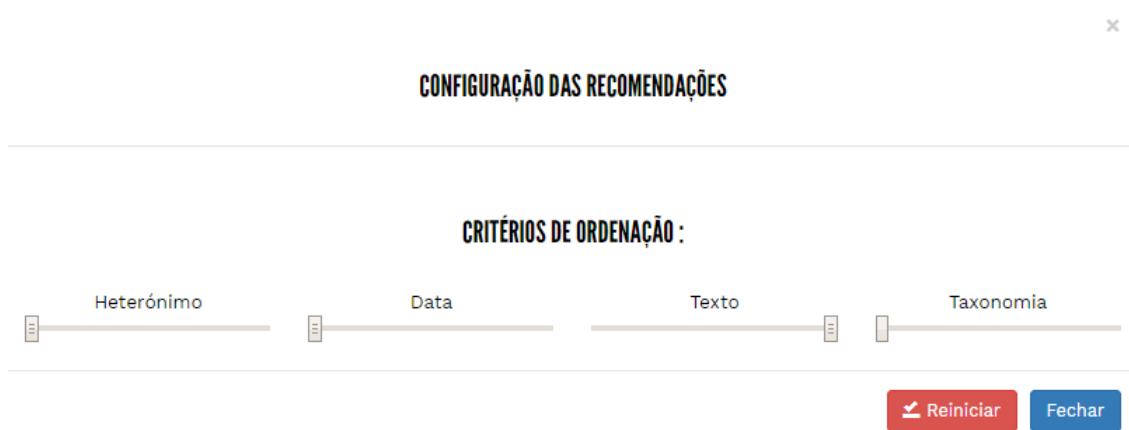 ×
CONFIGURAÇÃO DAS RECOMENDAÇÕES
CRITÉRIOS DE ORDENAÇÃO :
Heterónimo Data Texto Taxonomia
Reiniciar Fechar